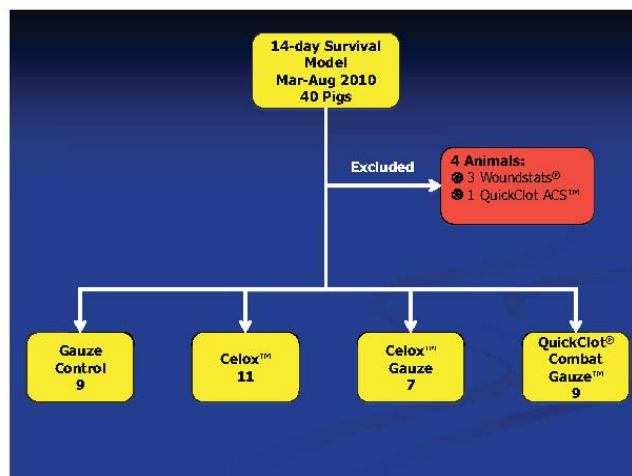 14-day Survival
Model
Mar-Aug 2010
40 Pigs
Excluded
4 Animals:
3 Woundstats®
1 QuickClot ACS™
Gauze
Control
9
Celox™
11
Celox™
Gauze
7
QuickClot®
Combat
Gauze™
9